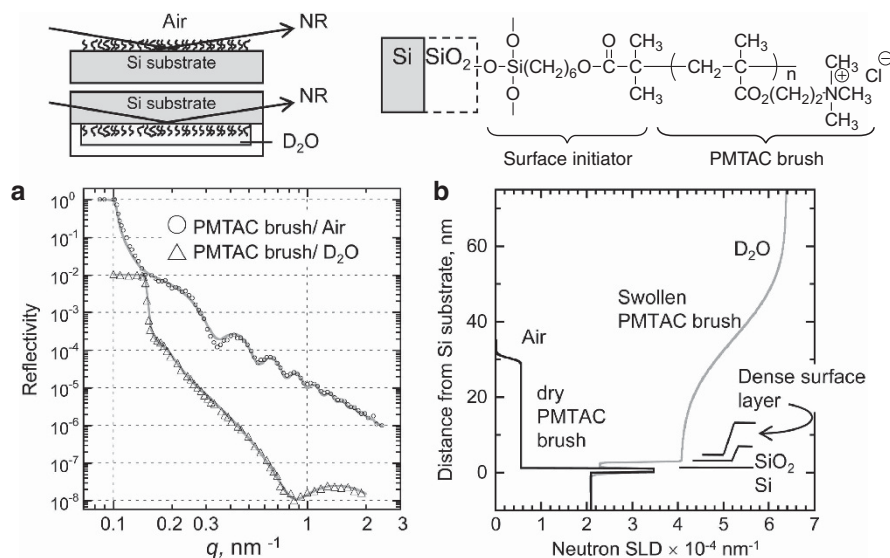 Air
NR
Si substrate
Si substrate
NR
D₂O
Si
SiO₂
O
O
Si(CH₂)₆OC
O
O
CH₃
C
CH₃
CH₂
CH₃
C
n
CO₂(CH₂)₂N
CH₃
⊕
CH₃
CH₃
Cl⊖
Surface initiator
PMTAC brush
a
PMTAC brush/ Air
PMTAC brush/ D₂O
Reflectivity
10⁰
10⁻¹
10⁻²
10⁻³
10⁻⁴
10⁻⁵
10⁻⁶
10⁻⁷
10⁻⁸
0.1 0.2 0.3 1 2 3
q, nm⁻¹
b
Distance from Si substrate, nm
60
40
20
0
D₂O
Swollen
PMTAC brush
Air
dry
PMTAC
brush
Dense surface
layer
SiO₂
Si
0 1 2 3 4 5 6 7
Neutron SLD × 10⁻⁴ nm⁻¹